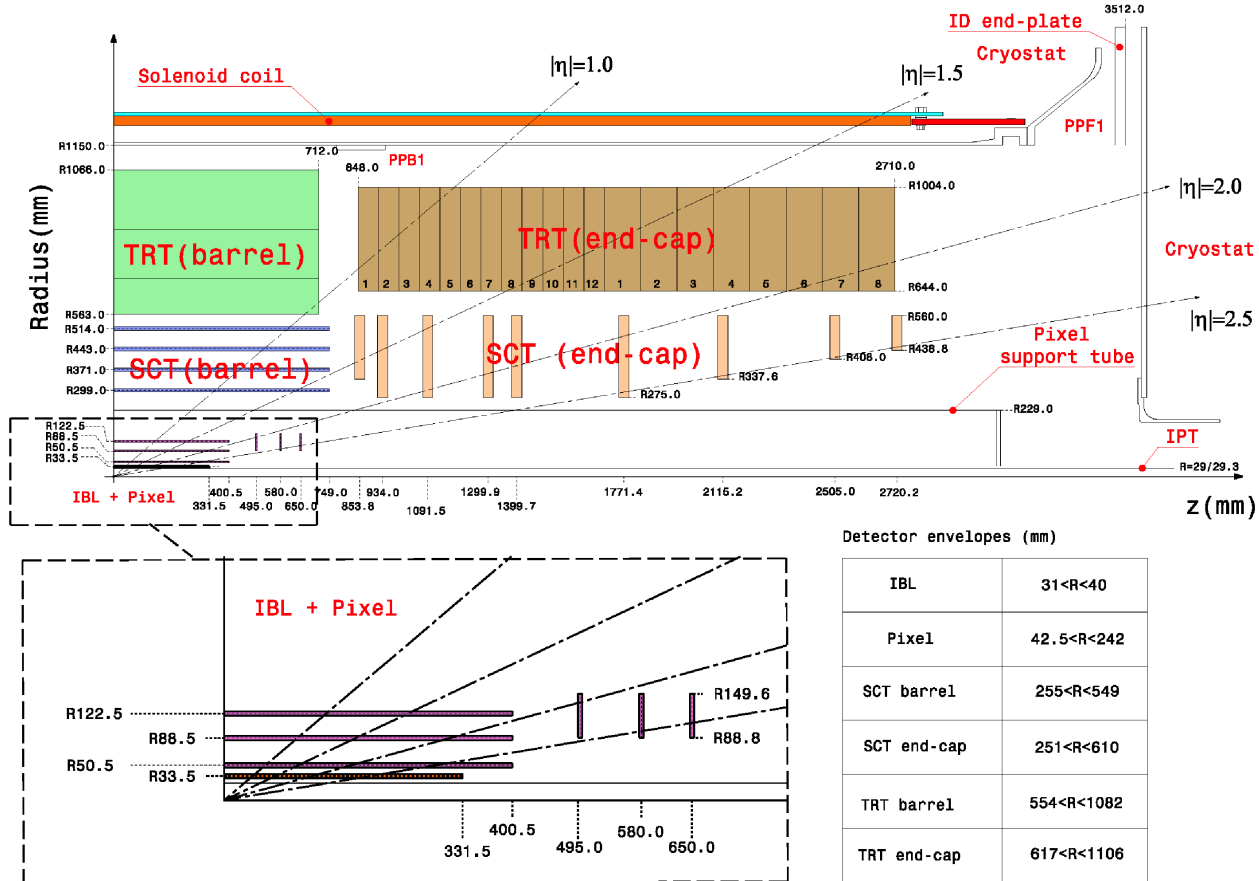 3512.0
ID end-plate
Cryostat
|η|=1.0
|η|=1.5
Solenoid coil
PPF1
R1150.0
712.0
PPB1
R1066.0
848.0
2710.0
R1004.0
|η|=2.0
Radius(mm)
TRT(barrel)
TRT(end-cap)
Cryostat
1 2 3 4 5 6 7 8 9 10 11 12 1 2 3 4 5 6 7 8
R644.0
R563.0
R560.0
R514.0
|η|=2.5
R443.0
SCT (end-cap)
R438.8
Pixel
support tube
R406.0
SCT(barrel)
R371.0
R337.6
R299.0
R275.0
R229.0
R122.5
R88.5
R50.5
R33.5
IPT
R=29/29.3
IBL + Pixel
400.5
580.0
749.0
934.0
1299.9
1771.4
2115.2
2505.0
2720.2
331.5
495.0
650.0
853.8
1091.5
1399.7
z(mm)
Detector envelopes (mm)
IBL 31<R<40
Pixel 42.5<R<242
SCT barrel 255<R<549
SCT end-cap 251<R<610
TRT barrel 554<R<1082
TRT end-cap 617<R<1106
IBL + Pixel
R149.6
R122.5
R88.5
R88.8
R50.5
R33.5
400.5
580.0
650.0
331.5
495.0